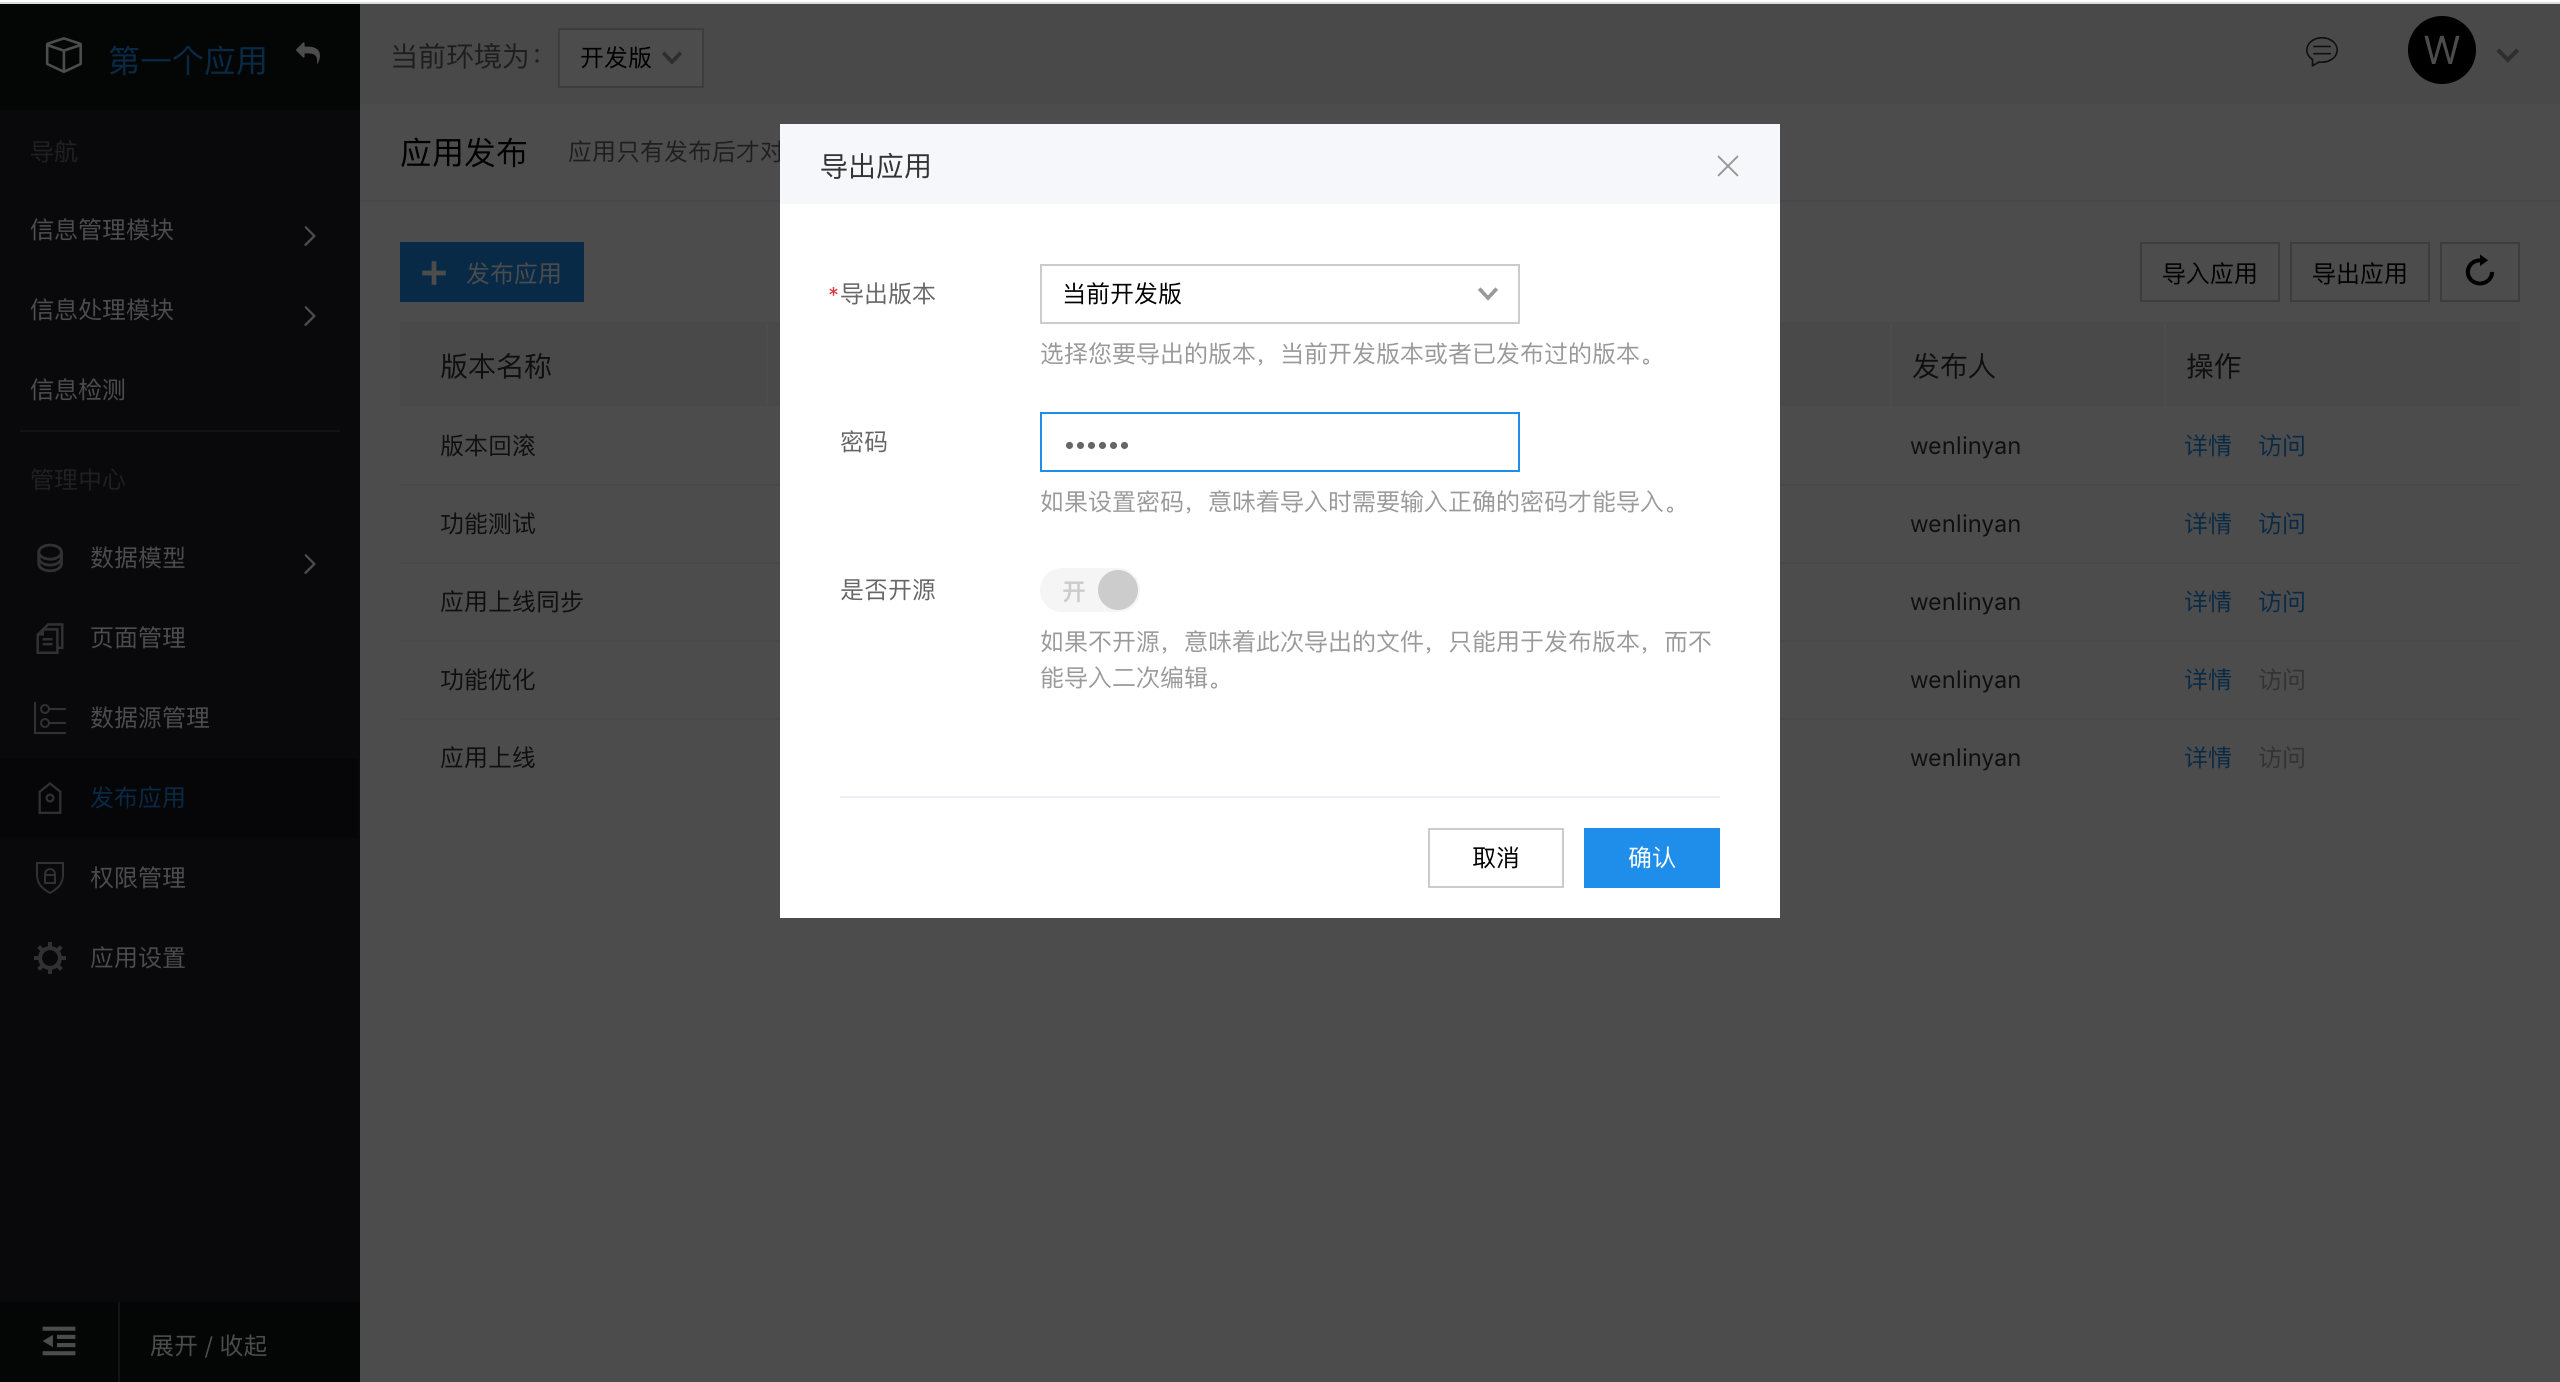 第一个应用
当前环境为：
开发版
W
导航
信息管理模块
信息处理模块
信息检测
管理中心
数据模型
页面管理
数据源管理
发布应用
权限管理
应用设置
展开 / 收起
应用发布
应用只有发布后才对
发布应用
导入应用
导出应用
版本名称
发布人
操作
版本回滚
wenlinyan
详情 访问
功能测试
wenlinyan
详情 访问
应用上线同步
wenlinyan
详情 访问
功能优化
wenlinyan
详情 访问
应用上线
wenlinyan
详情 访问
导出应用
*导出版本
当前开发版
选择您要导出的版本，当前开发版本或者已发布过的版本。
密码
••••••
如果设置密码，意味着导入时需要输入正确的密码才能导入。
是否开源
开
如果不开源，意味着此次导出的文件，只能用于发布版本，而不
能导入二次编辑。
取消
确认